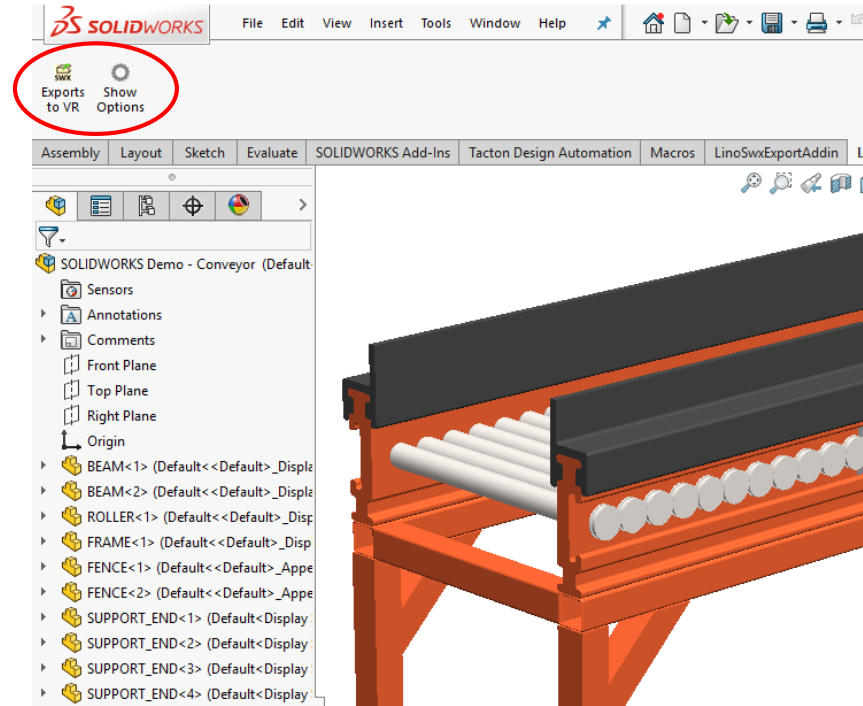 SOLIDWORKS File Edit View Insert Tools Window Help
SWX
Exports to VR
Show Options
Assembly Layout Sketch Evaluate SOLIDWORKS Add-Ins Tacton Design Automation Macros LinoSwxExportAddin L
SOLIDWORKS Demo - Conveyor (Default
Sensors
Annotations
Comments
Front Plane
Top Plane
Right Plane
Origin
BEAM<1> (Default<<Default>_Displa
BEAM<2> (Default<<Default>_Displa
ROLLER<1> (Default<<Default>_Disp
FRAME<1> (Default<<Default>_Disp
FENCE<1> (Default<<Default>_Appe
FENCE<2> (Default<<Default>_Appe
SUPPORT_END<1> (Default<Display
SUPPORT_END<2> (Default<Display
SUPPORT_END<3> (Default<Display
SUPPORT_END<4> (Default<Display